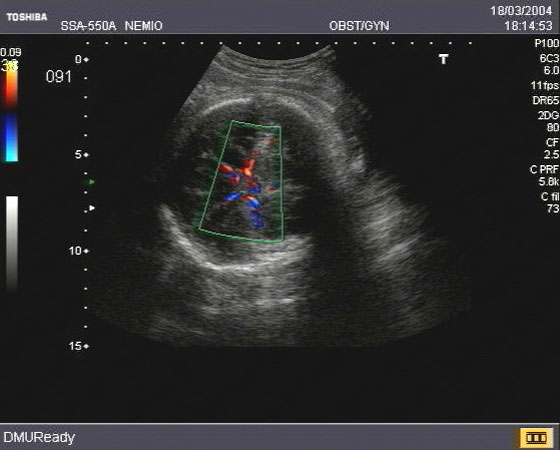 TOSHIBA
18/03/2004
SSA-550A NEMIO
OBST/GYN
18:14:53
0.09
091
0
T
P100
6C3
6.0
11fps
DR65
2DG
80
CF
2.5
C PRF
5.8k
C fil
73
5
10
15
DMUReady